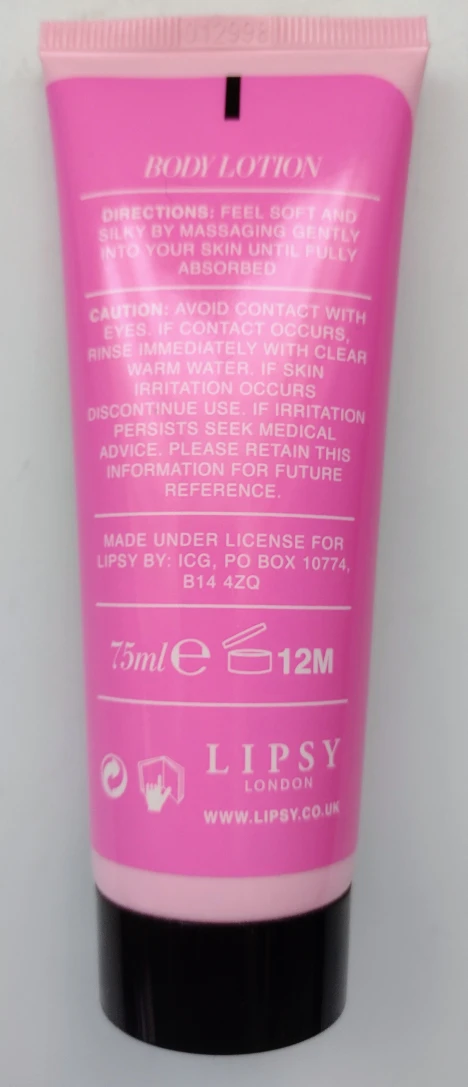 BODY LOTION
DIRECTIONS: FEEL SOFT AND
SILKY BY MASSAGING GENTLY
INTO YOUR SKIN UNTIL FULLY
ABSORBED
CAUTION: AVOID CONTACT WITH
EYES. IF CONTACT OCCURS,
RINSE IMMEDIATELY WITH CLEAR
WARM WATER. IF SKIN
IRRITATION OCCURS
DISCONTINUE USE. IF IRRITATION
PERSISTS SEEK MEDICAL
ADVICE. PLEASE RETAIN THIS
INFORMATION FOR FUTURE
REFERENCE.
MADE UNDER LICENSE FOR
LIPSY BY: ICG, PO BOX 10774,
B14 4ZQ
75ml e 12M
LIPSY
LONDON
WWW.LIPSY.CO.UK